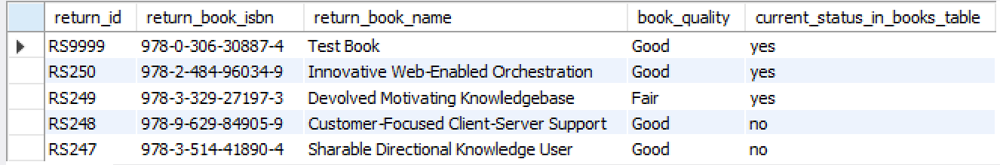 return_id return_book_isbn return_book_name book_quality current_status_in_books_table
RS9999 978-0-306-30887-4 Test Book Good yes
RS250 978-2-484-96034-9 Innovative Web-Enabled Orchestration Good yes
RS249 978-3-329-27197-3 Devolved Motivating Knowledgebase Fair yes
RS248 978-9-629-84905-9 Customer-Focused Client-Server Support Good no
RS247 978-3-514-41890-4 Sharable Directional Knowledge User Good no